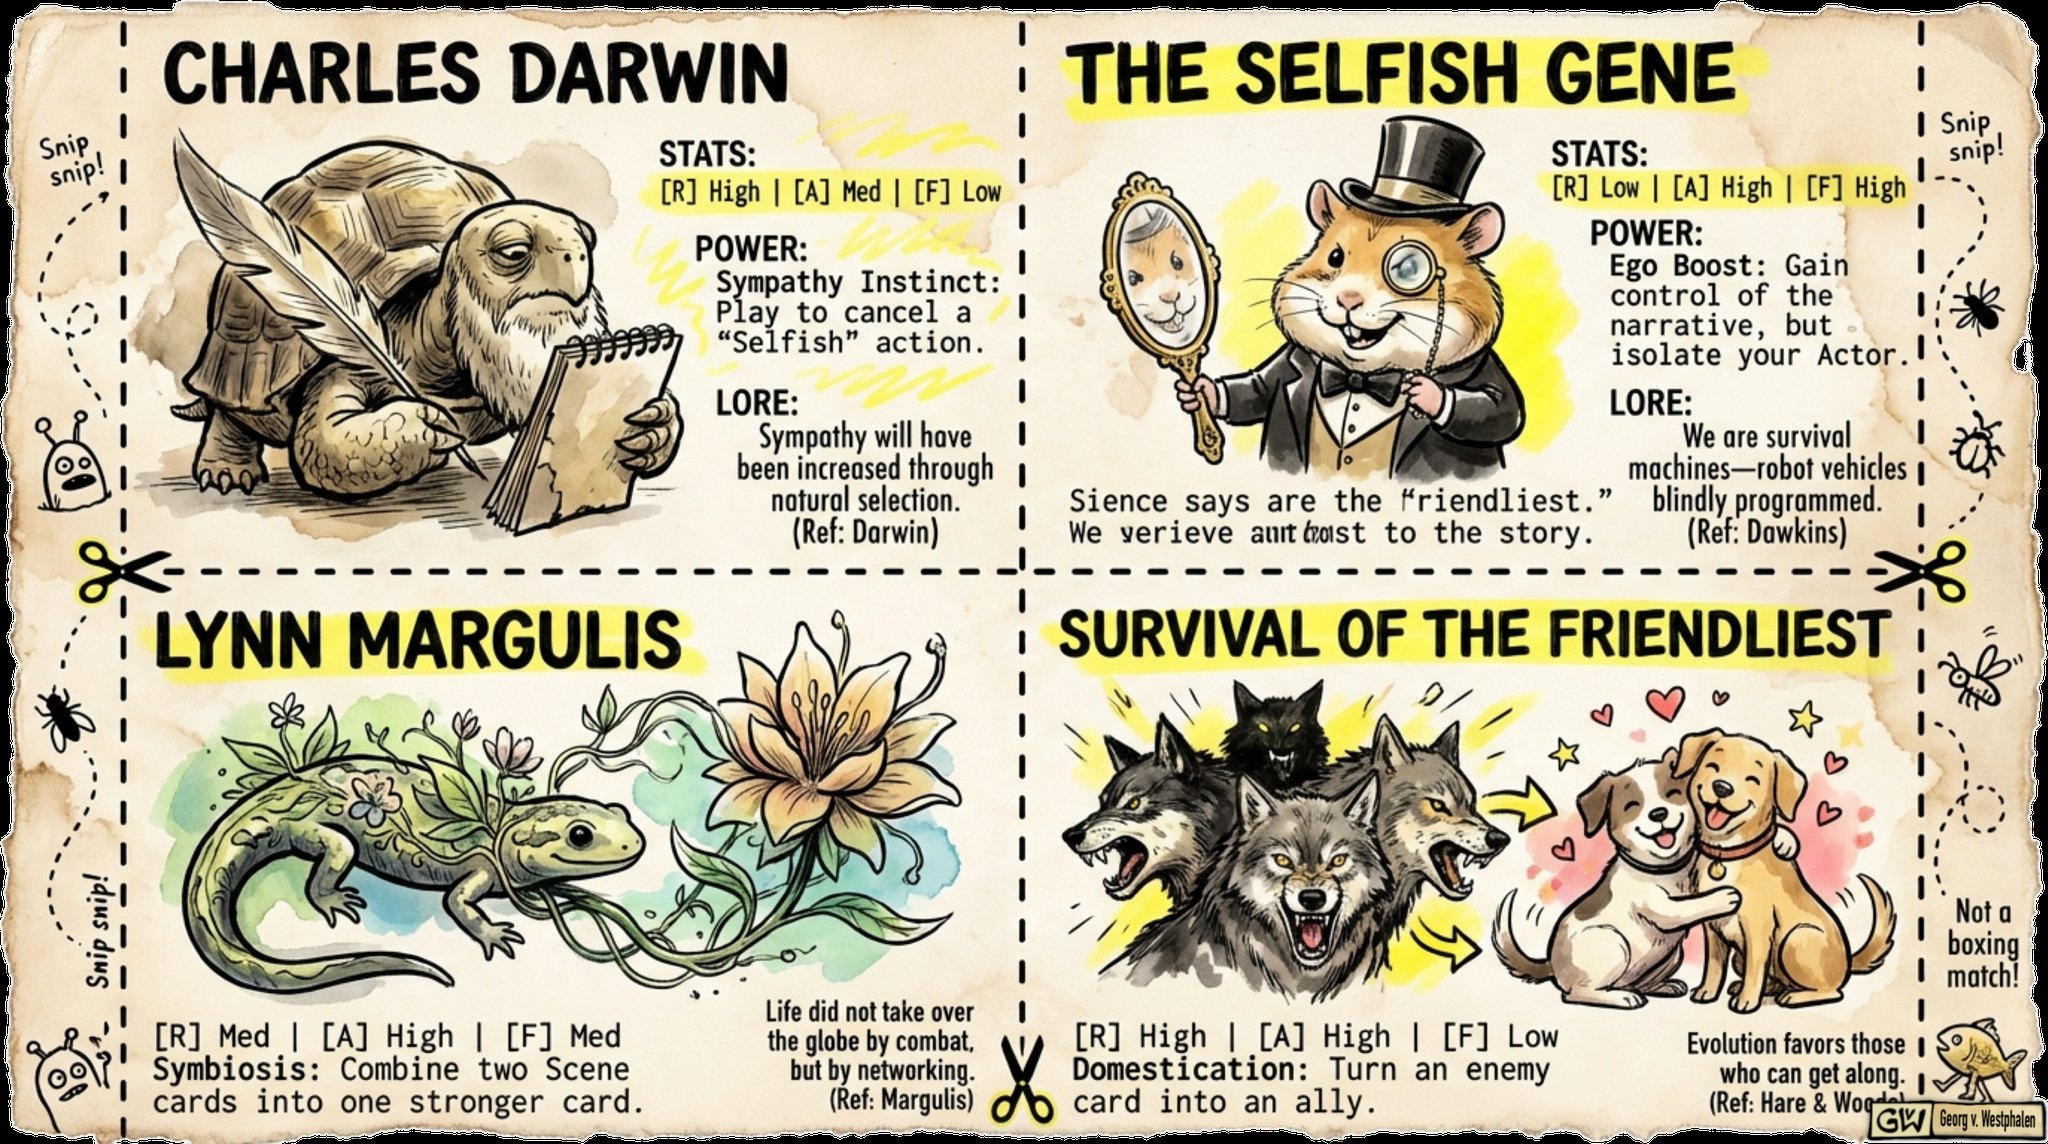 CHARLES DARWIN
STATS:
[R] High | [A] Med | [F] Low
POWER:
Sympathy Instinct:
Play to cancel a
“Selfish” action.
LORE:
Sympathy will have
been increased through
natural selection.
(Ref: Darwin)
THE SELFISH GENE
STATS:
[R] Low | [A] High | [F] High
POWER:
Ego Boost: Gain
control of the
narrative, but
isolate your Actor.
LORE:
We are survival
machines—robot vehicles
blindly programmed.
(Ref: Dawkins)
Sience says are the “friendliest.”
We to the story.
LYNN MARGULIS
[R] Med | [A] High | [F] Med
Symbiosis: Combine two Scene
cards into one stronger card.
Life did not take over
the globe by combat,
but by networking.
(Ref: Margulis)
SURVIVAL OF THE FRIENDLIEST
[R] High | [A] High | [F] Low
Domestication: Turn an enemy
card into an ally.
Evolution favors those
who can get along.
(Ref: Hare &
Snip
snip!
Snip snip!
Snip
snip!
Not a
boxing
match!
GW Georg v. Westphalen